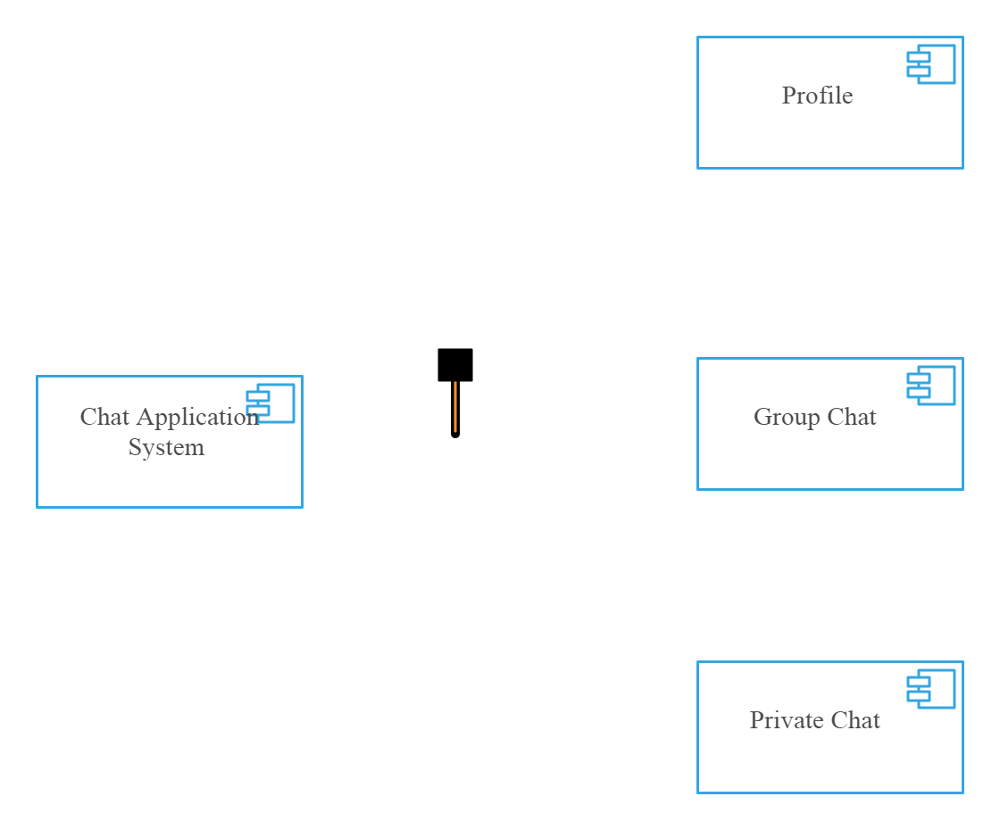 Profile
Chat Application
System
Group Chat
Private Chat